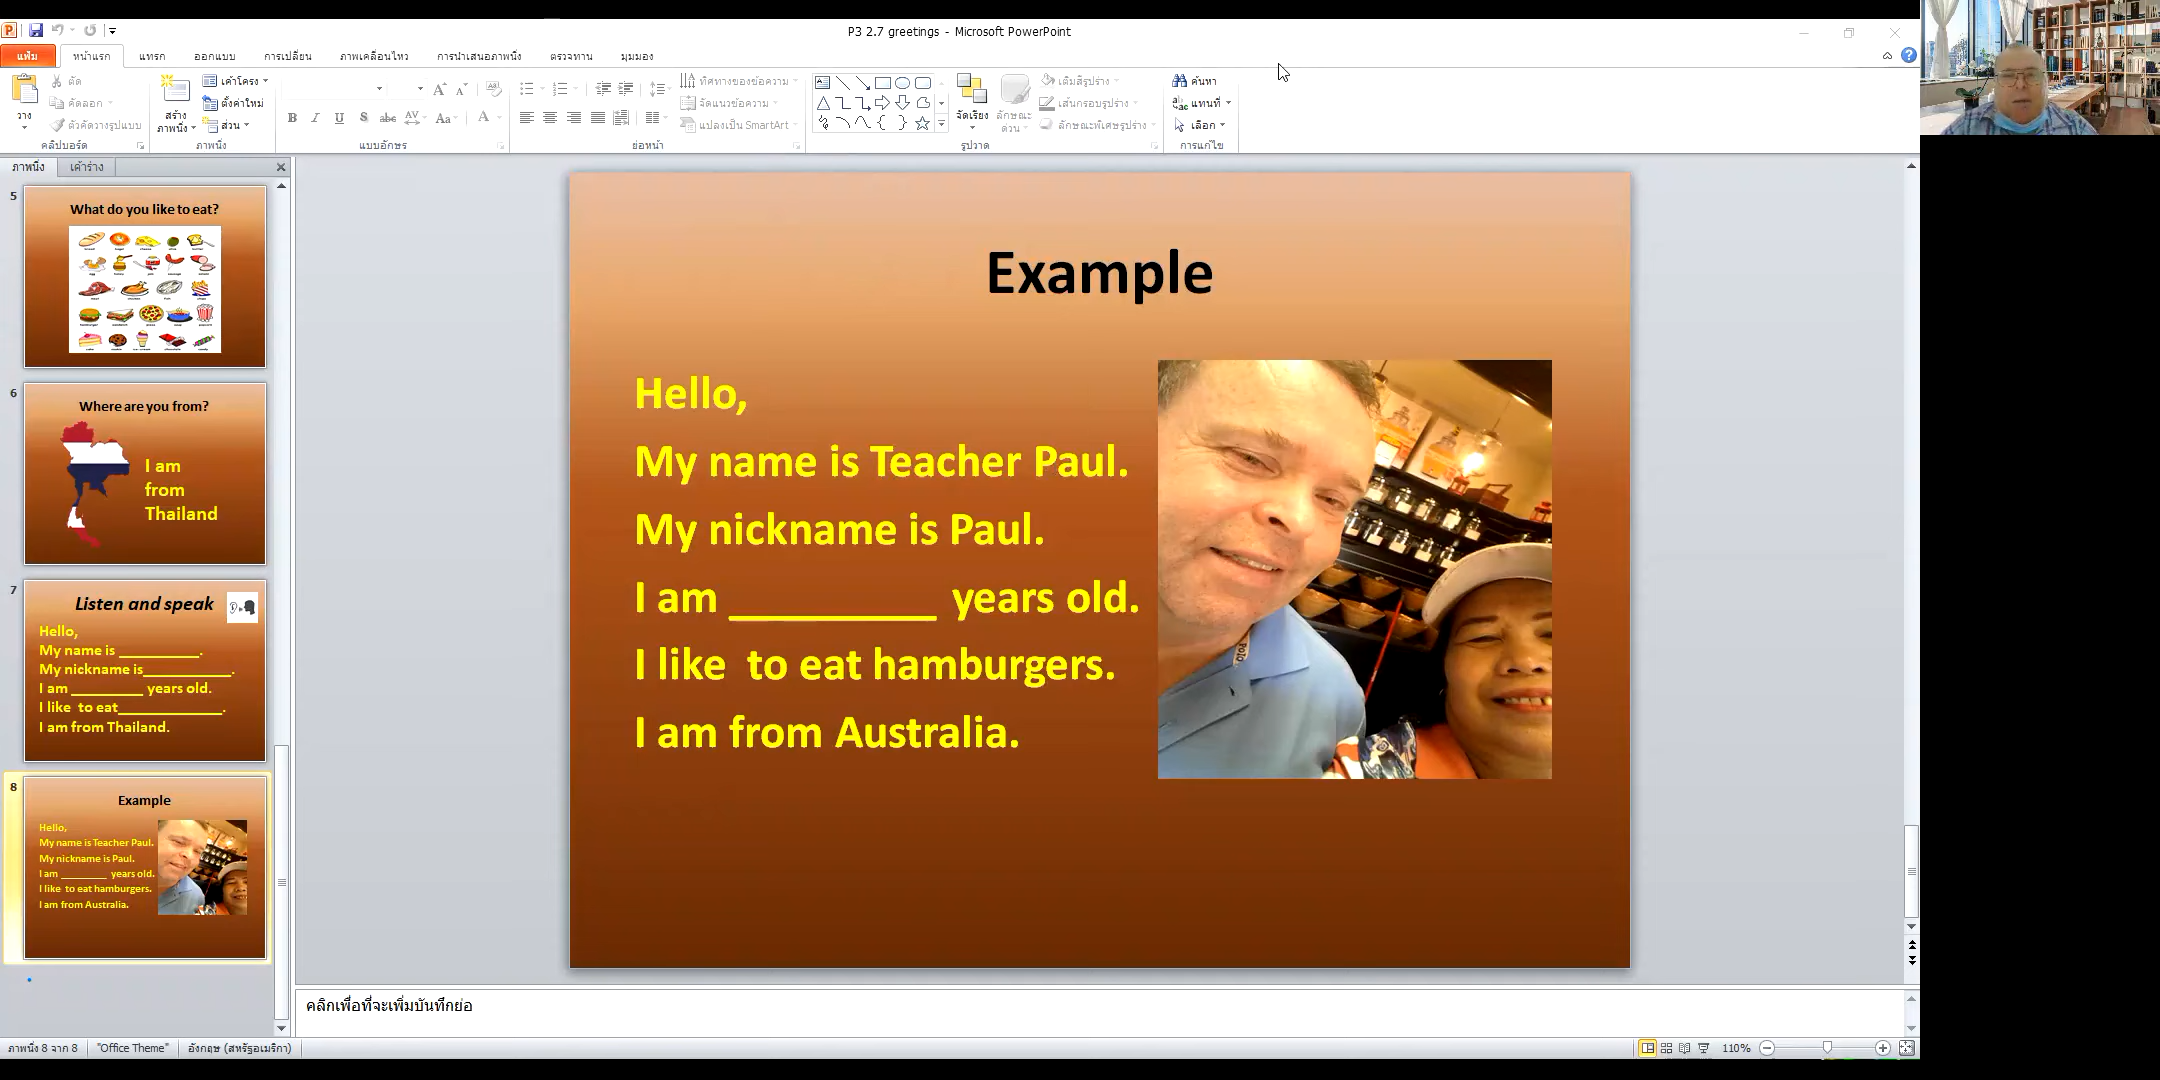 P3 2.7 greetings - Microsoft PowerPoint
แฟ้ม หน้าแรก แทรก ออกแบบ การเปลี่ยน ภาพเคลื่อนไหว การนำเสนอภาพนิ่ง ตรวจทาน มุมมอง
วาง
ตัด
คัดลอก
ตัวคัดวางรูปแบบ
คลิปบอร์ด
สร้าง
ภาพนิ่ง
เค้าโครง
ตั้งค่าใหม่
ส่วน
ภาพนิ่ง
B I U S abc AV Aa A
แบบอักษร
ทิศทางของข้อความ
จัดแนวข้อความ
แปลงเป็น SmartArt
ย่อหน้า
จัดเรียง
ลักษณะ
ด่วน
เติมสีรูปร่าง
เส้นกรอบรูปร่าง
ลักษณะพิเศษรูปร่าง
รูปวาด
ค้นหา
แทนที่
เลือก
การแก้ไข
ภาพนิ่ง เค้าร่าง
5
What do you like to eat?
6
Where are you from?
I am
from
Thailand
7
Listen and speak
Hello,
My name is ___________.
My nickname is____________.
I am __________ years old.
I like to eat______________.
I am from Thailand.
8
Example
Hello,
My name is Teacher Paul.
My nickname is Paul.
I am _________ years old.
I like to eat hamburgers.
I am from Australia.
Example
Hello,
My name is Teacher Paul.
My nickname is Paul.
I am _________ years old.
I like to eat hamburgers.
I am from Australia.
POLO
คลิกเพื่อที่จะเพิ่มบันทึกย่อ
ภาพนิ่ง 8 จาก 8 "Office Theme" อังกฤษ (สหรัฐอเมริกา) 110%